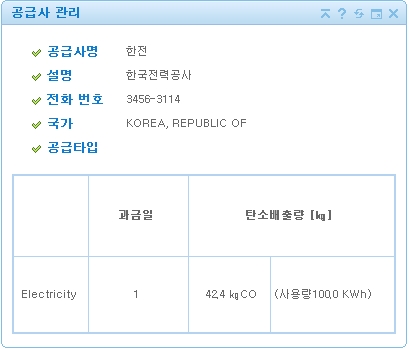 공급사 관리
공급사명 한전
설명 한국전력공사
전화 번호 3456-3114
국가 KOREA, REPUBLIC OF
공급타입
과금일 탄소배출량 [㎏]
Electricity 1 42,4 ㎏CO (사용량100,0 KWh)